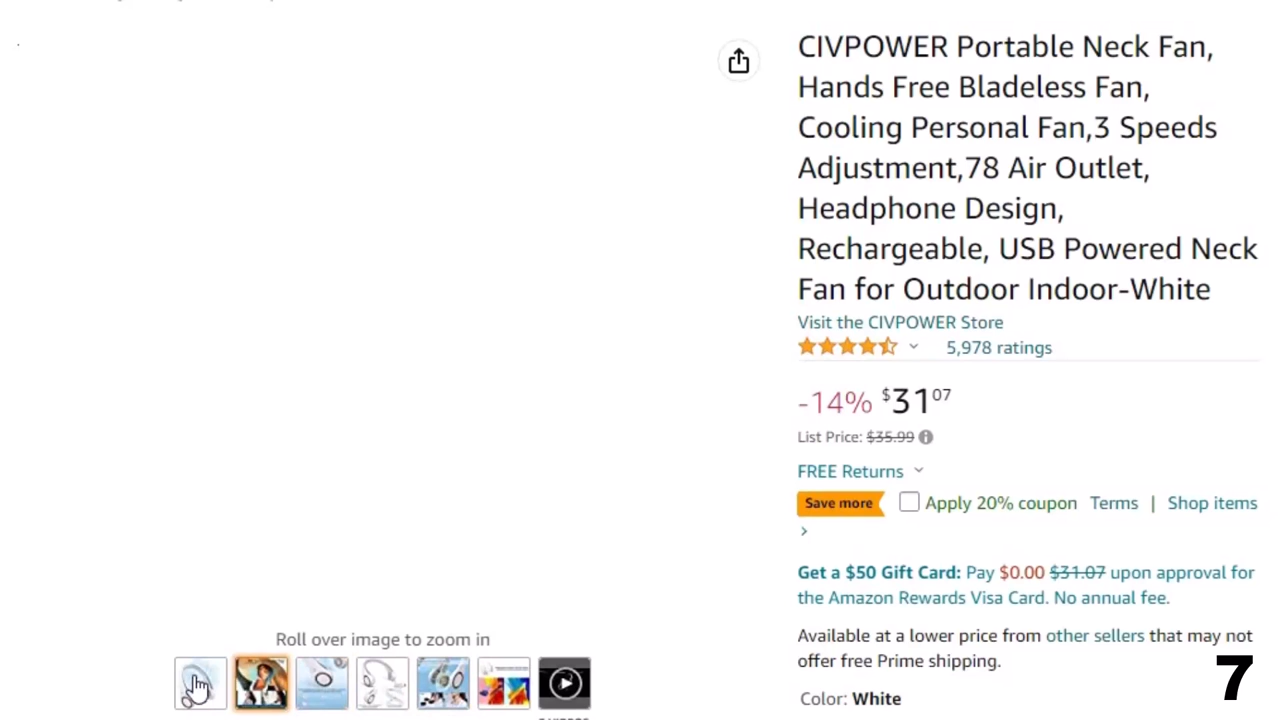 CIVPOWER Portable Neck Fan,
Hands Free Bladeless Fan,
Cooling Personal Fan,3 Speeds
Adjustment,78 Air Outlet,
Headphone Design,
Rechargeable, USB Powered Neck
Fan for Outdoor Indoor-White
Visit the CIVPOWER Store
5,978 ratings
-14% $3107
List Price: $35.99
FREE Returns
Save more Apply 20% coupon Terms | Shop items
Get a $50 Gift Card: Pay $0.00 $31.07 upon approval for
the Amazon Rewards Visa Card. No annual fee.
Available at a lower price from other sellers that may not
offer free Prime shipping.
Color: White
7
Roll over image to zoom in